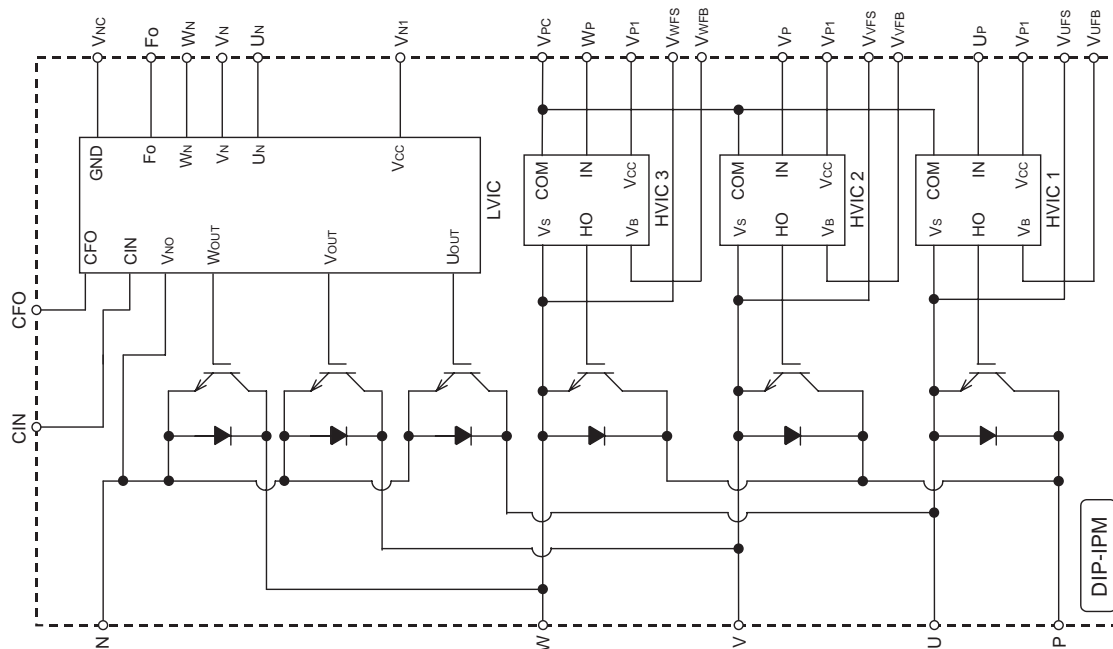 VUFB
VUFS
VP1
UP
VVFB
VVFS
VP1
VP
VWFB
VWFS
VP1
WP
VPC
VN1
UN
VN
WN
Fo
VNC
HVIC 1
VB
VCC
HO
IN
VS
COM
HVIC 2
VB
VCC
HO
IN
VS
COM
HVIC 3
VB
VCC
HO
IN
VS
COM
LVIC
UOUT
VCC
VOUT
UN
VN
WOUT
WN
VNO
Fo
CIN
CFO
GND
DIP-IPM
P
U
V
W
N
CFO
CIN